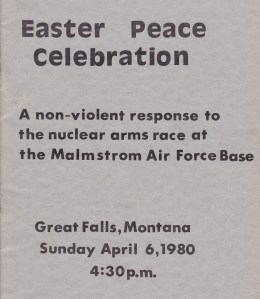 Easter Peace
Celebration
A non-violent response to
the nuclear arms race at
the Malmstrom Air Force Base
Great Falls, Montana
Sunday April 6, 1980
4:30 p.m.